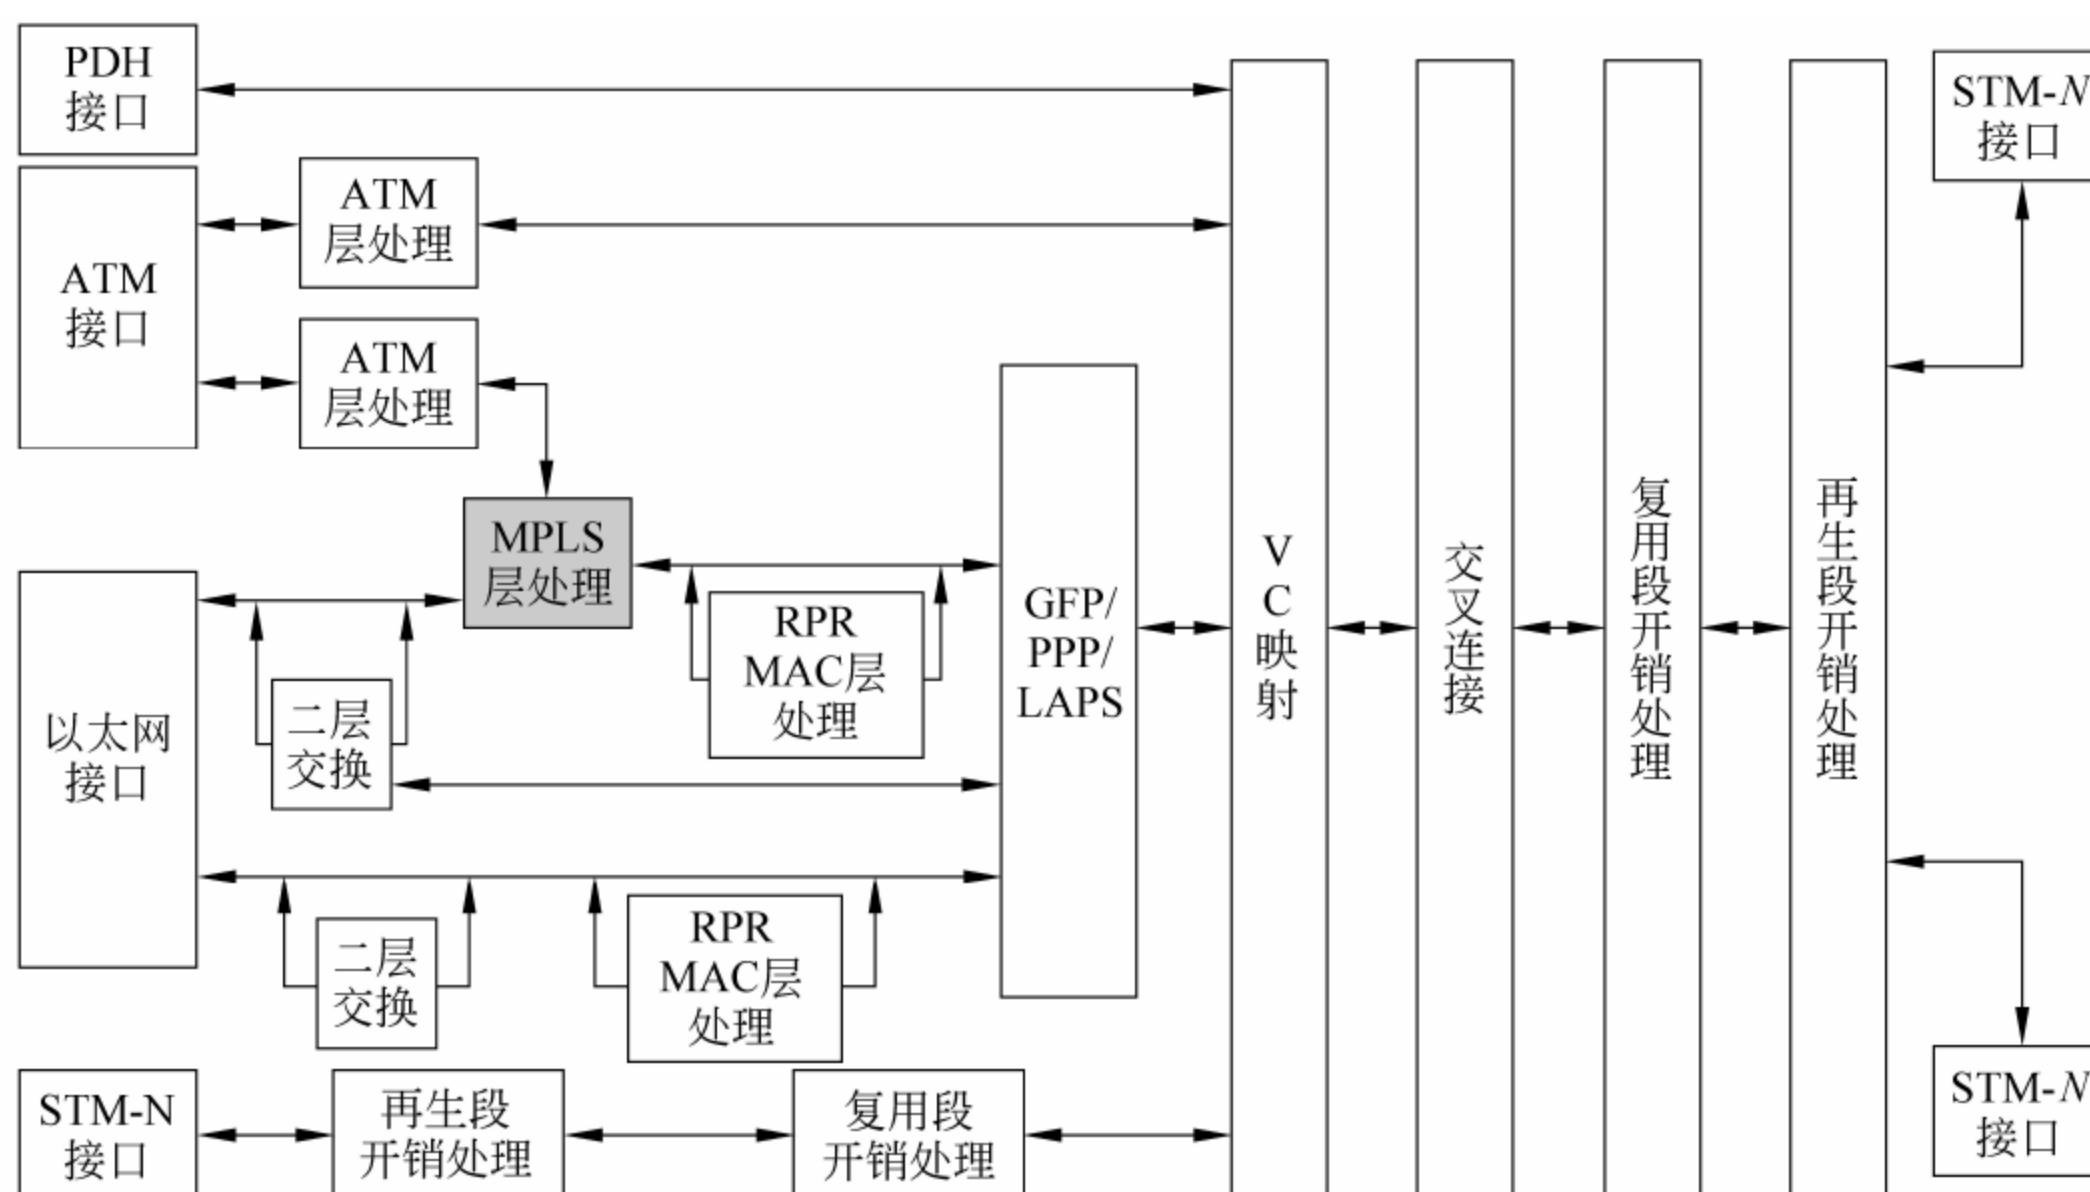 PDH
接口
ATM
接口
ATM
层处理
ATM
层处理
MPLS
层处理
以太网
接口
二层
交换
RPR
MAC层
处理
二层
交换
RPR
MAC层
处理
STM-N
接口
再生段
开销处理
复用段
开销处理
GFP/
PPP/
LAPS
V
C
映
射
交
叉
连
接
复
用
段
开
销
处
理
再
生
段
开
销
处
理
STM-N
接口
STM-N
接口